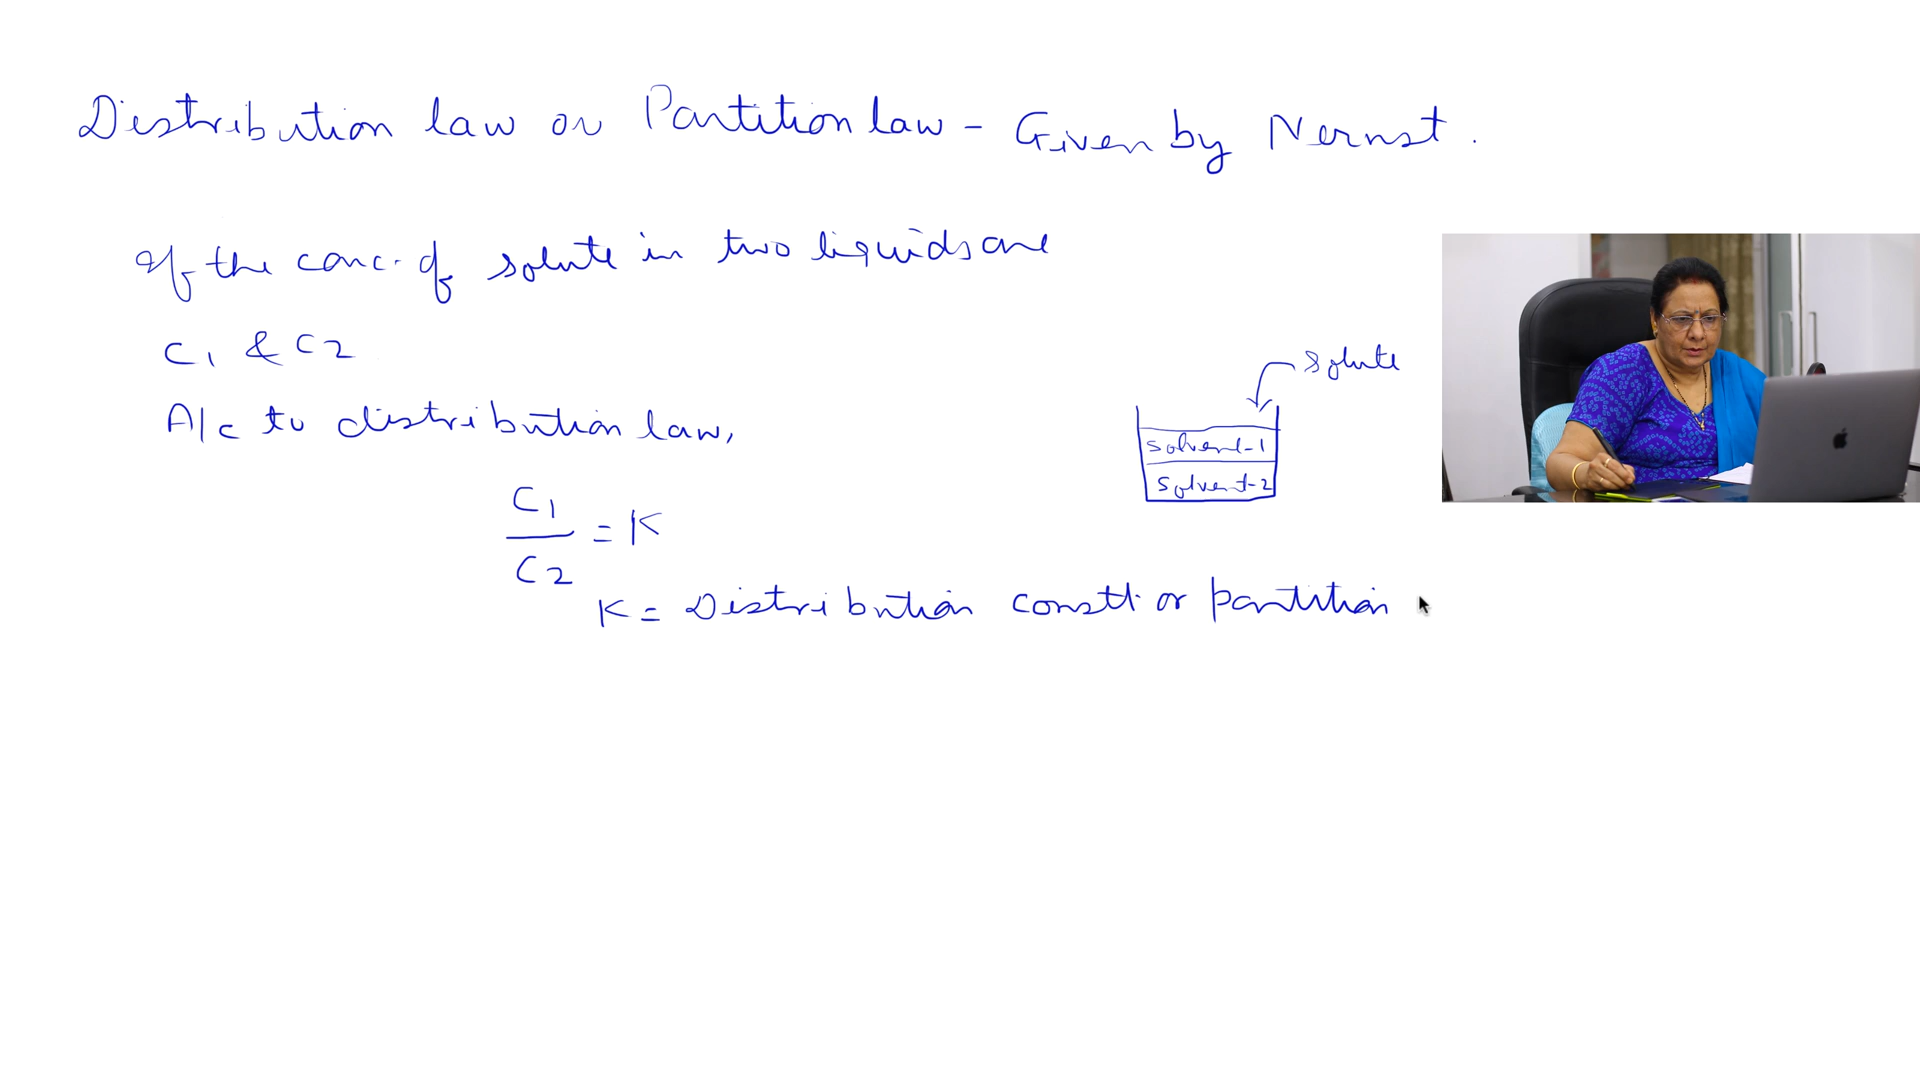 Distribution law or Partition law - Given by Nernst.
If the conc. of solute in two liquids are
C1 & C2
solute
A/c to distribution law,
solvent-1
solvent-2
C1
= K
C2
K = Distribution constt. or partition